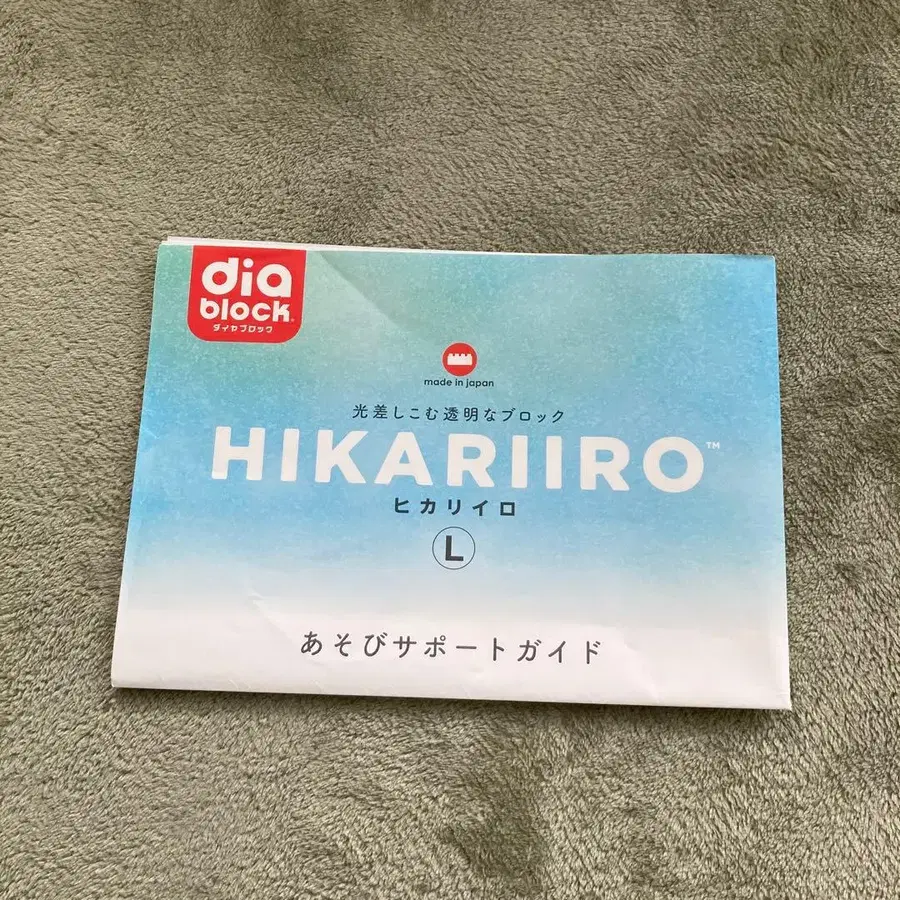 dia
block®
ダイヤブロック
made in japan
光差しこむ透明なブロック
HIKARIIRO™
ヒカリイロ
L
あそびサポートガイド